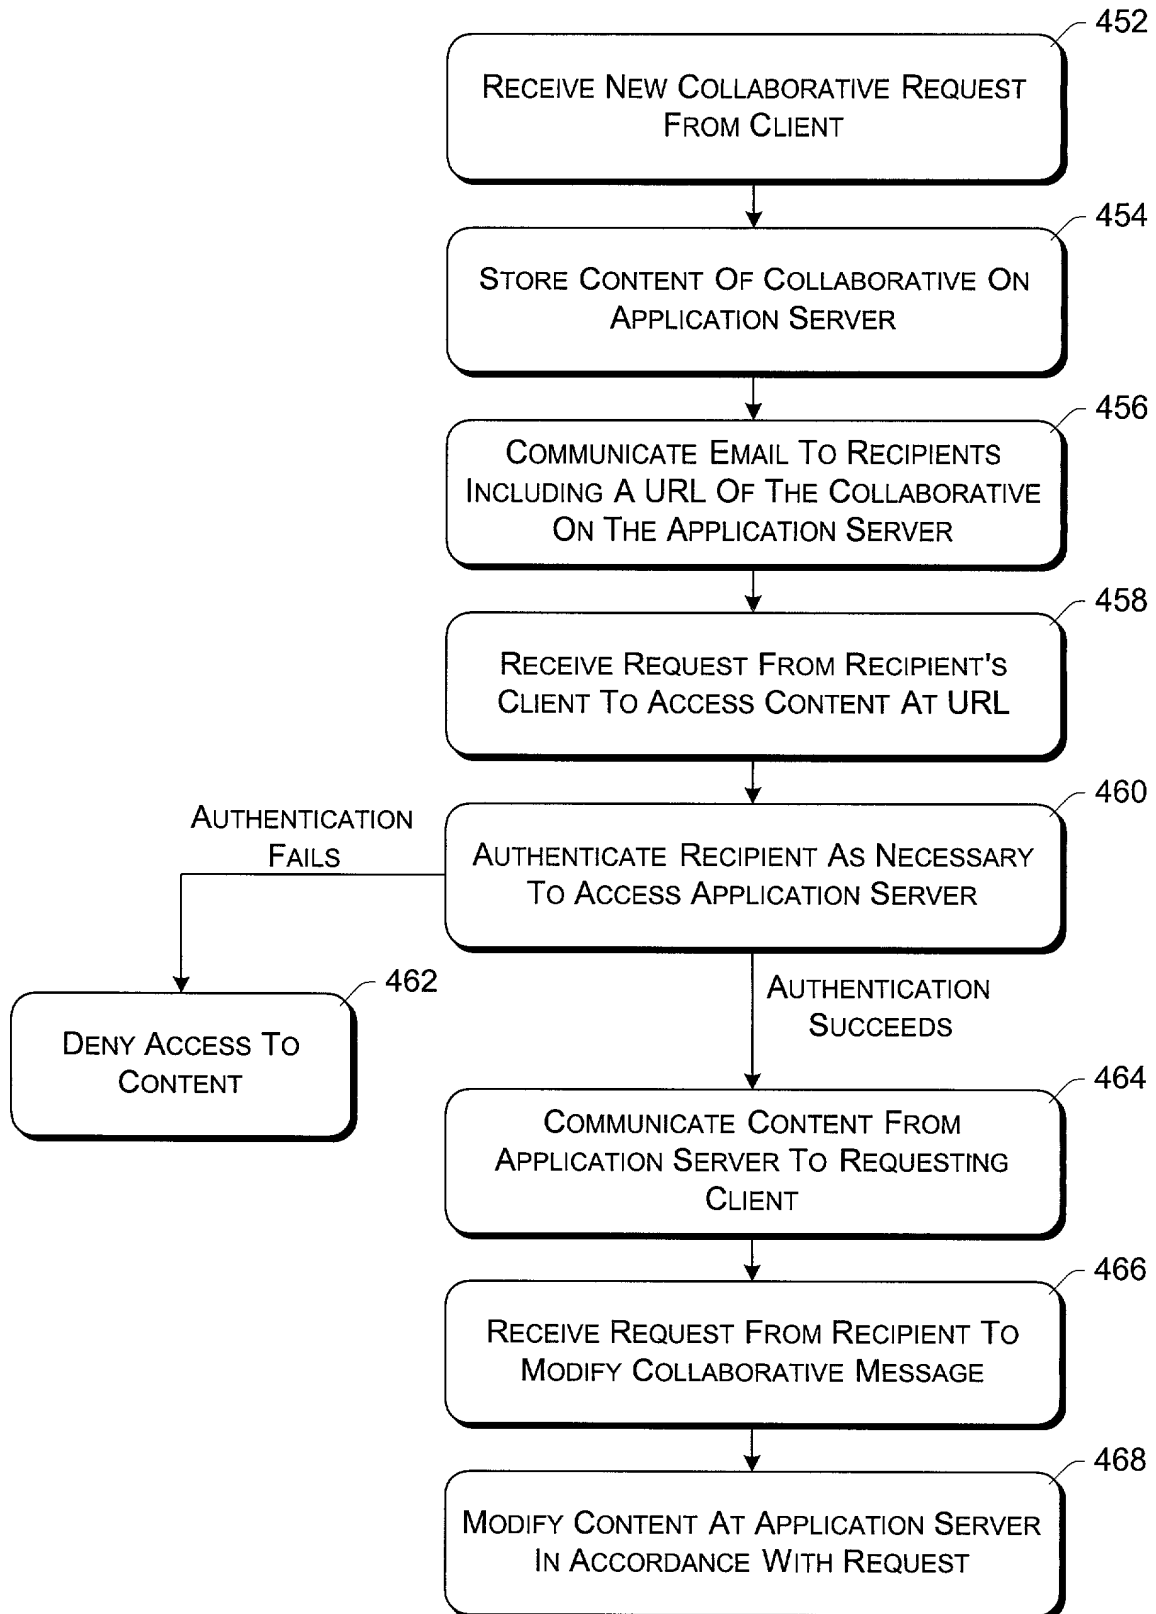 452
RECEIVE NEW COLLABORATIVE REQUEST
FROM CLIENT
454
STORE CONTENT OF COLLABORATIVE ON
APPLICATION SERVER
456
COMMUNICATE EMAIL TO RECIPIENTS
INCLUDING A URL OF THE COLLABORATIVE
ON THE APPLICATION SERVER
458
RECEIVE REQUEST FROM RECIPIENT'S
CLIENT TO ACCESS CONTENT AT URL
460
AUTHENTICATE RECIPIENT AS NECESSARY
TO ACCESS APPLICATION SERVER
AUTHENTICATION
FAILS
462
DENY ACCESS TO
CONTENT
AUTHENTICATION
SUCCEEDS
464
COMMUNICATE CONTENT FROM
APPLICATION SERVER TO REQUESTING
CLIENT
466
RECEIVE REQUEST FROM RECIPIENT TO
MODIFY COLLABORATIVE MESSAGE
468
MODIFY CONTENT AT APPLICATION SERVER
IN ACCORDANCE WITH REQUEST